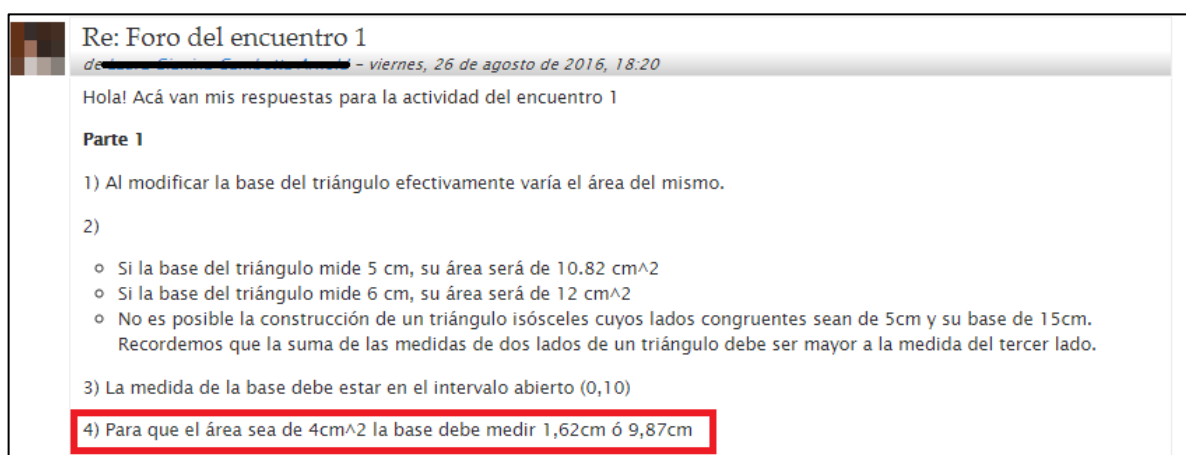 Re: Foro del encuentro 1
de – viernes, 26 de agosto de 2016, 18:20
Hola! Acá van mis respuestas para la actividad del encuentro 1
Parte 1
1) Al modificar la base del triángulo efectivamente varía el área del mismo.
2)
Si la base del triángulo mide 5 cm, su área será de 10.82 cm^2
Si la base del triángulo mide 6 cm, su área será de 12 cm^2
No es posible la construcción de un triángulo isósceles cuyos lados congruentes sean de 5cm y su base de 15cm.
Recordemos que la suma de las medidas de dos lados de un triángulo debe ser mayor a la medida del tercer lado.
3) La medida de la base debe estar en el intervalo abierto (0,10)
4) Para que el área sea de 4cm^2 la base debe medir 1,62cm ó 9,87cm